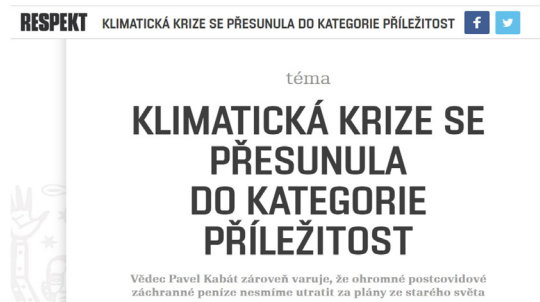 RESPEKT KLIMATICKÁ KRIZE SE PŘESUNULA DO KATEGORIE PŘÍLEŽITOST f
téma
KLIMATICKÁ KRIZE SE
PŘESUNULA
DO KATEGORIE
PŘÍLEŽITOST
Vědec Pavel Kabát zároveň varuje, že ohromné postcovidové
záchranné peníze nesmíme utratit za plány ze starého světa